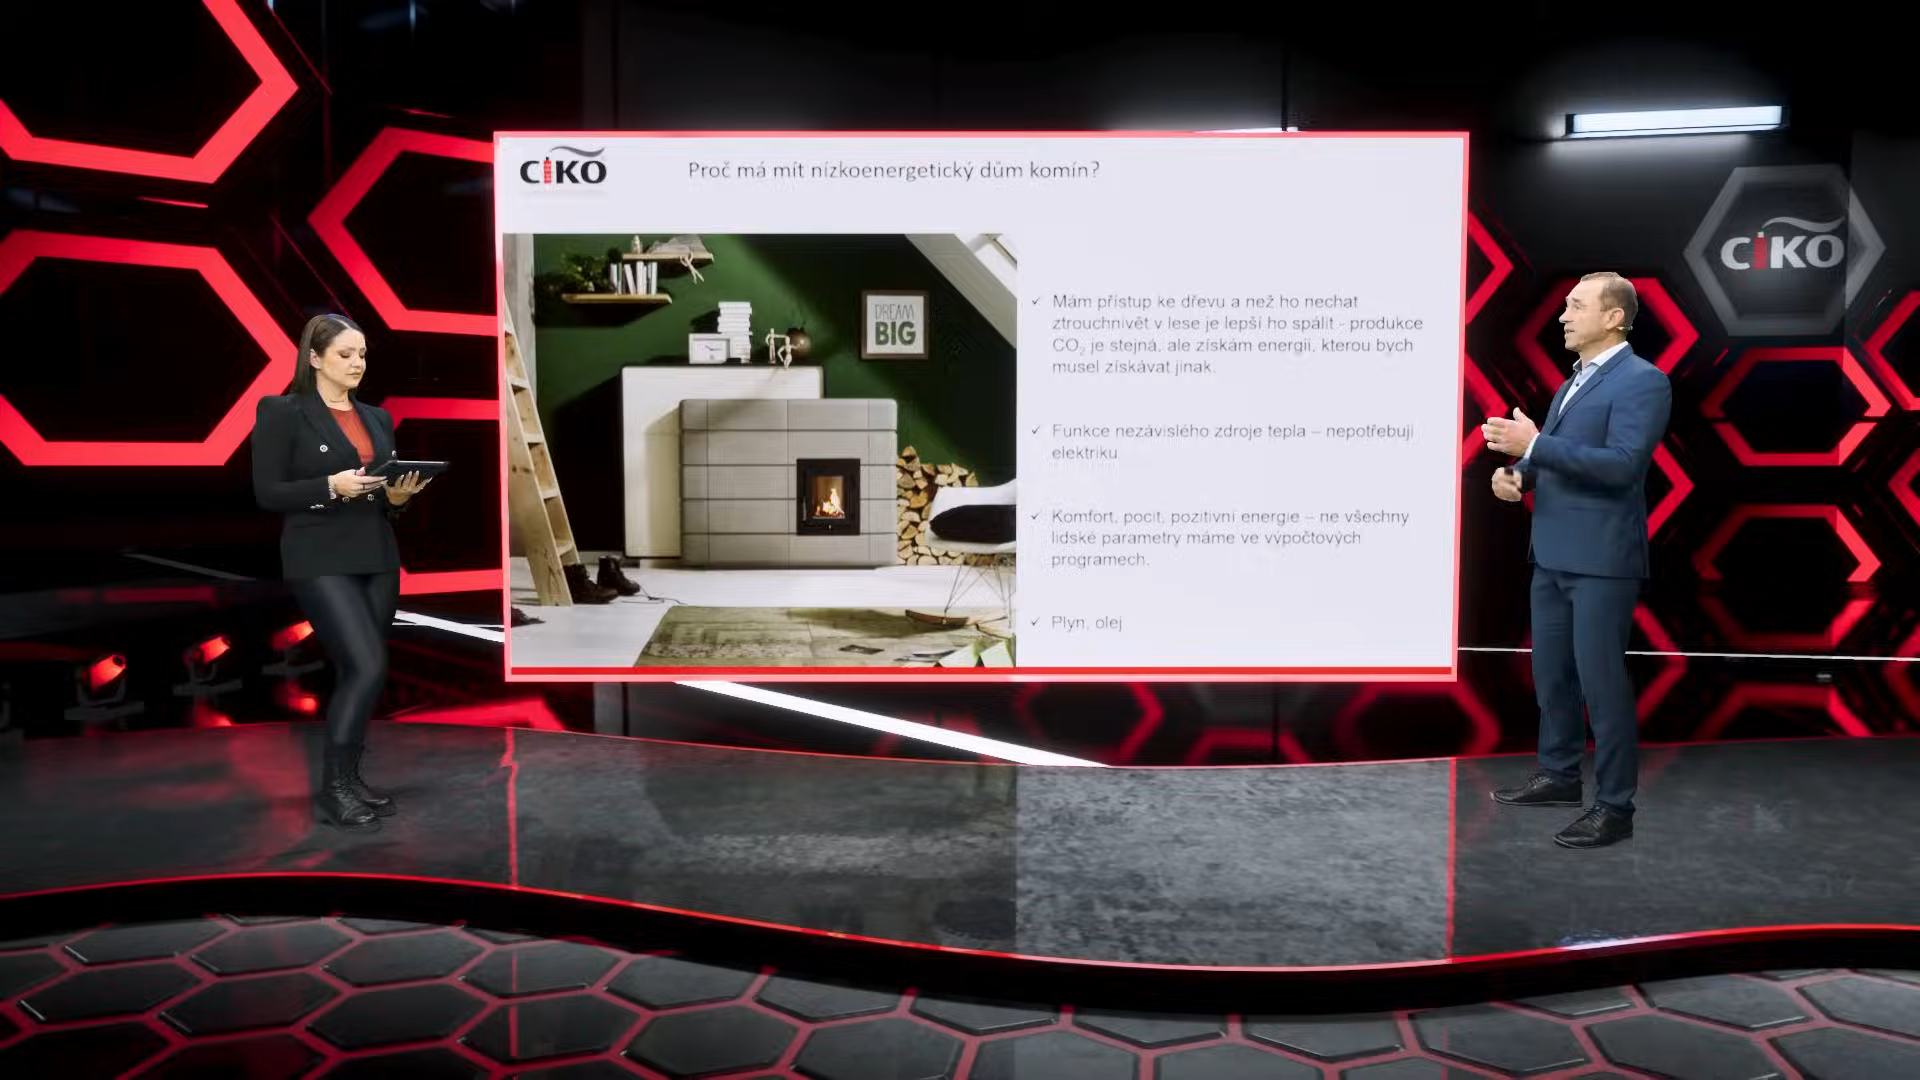 CIKO
Proč má mít nízkoenergetický dům komín?
DREAM
BIG
✓ Mám přístup ke dřevu a než ho nechat
ztrouchnivět v lese je lepší ho spálit - produkce
CO₂ je stejná, ale získám energii, kterou bych
musel získávat jinak.
✓ Funkce nezávislého zdroje tepla – nepotřebuji
elektriku
✓ Komfort, pocit, pozitivní energie – ne všechny
lidské parametry máme ve výpočtových
programech.
✓ Plyn, olej
CIKO